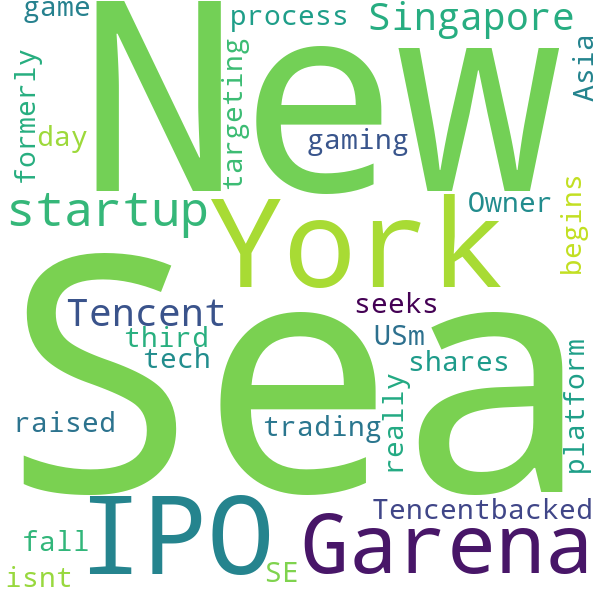 game
process
Singapore
New
Asia
formerly
day
targeting
gaming
startup
York
Owner
begins
Sea
Tencent
seeks
third
USm
tech
shares
platform
really
raised
trading
IPO
Tencentbacked
Garena
fall
isnt
SE